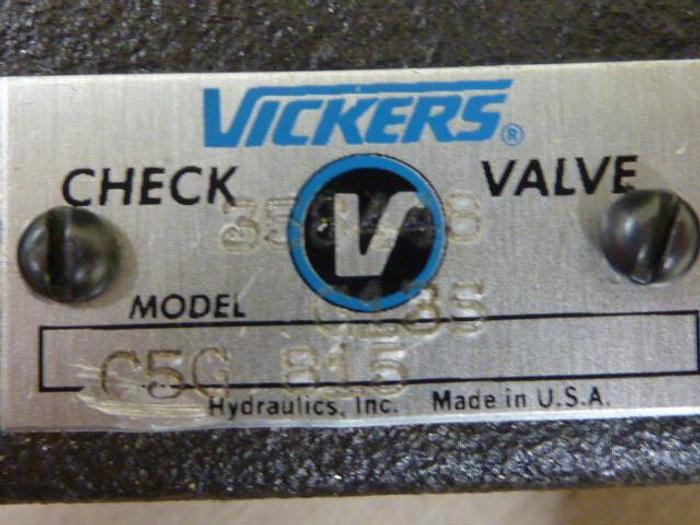 VICKERS®
CHECK VALVE
V
MODEL
C5G 815
Hydraulics, Inc. Made in U.S.A.